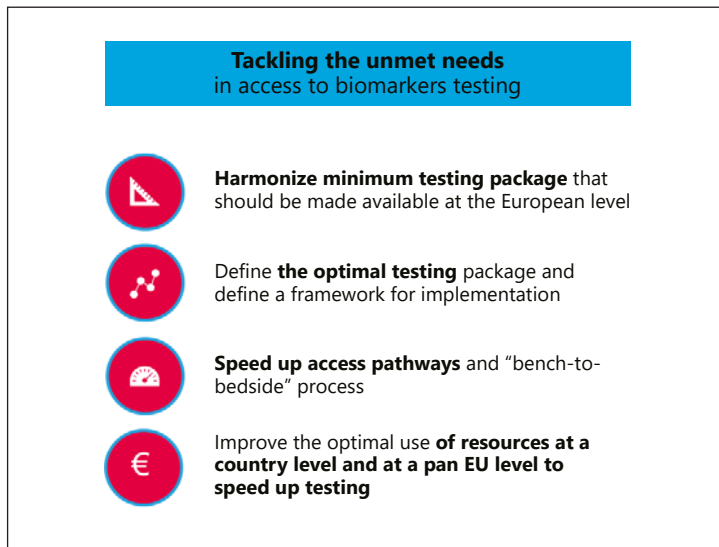 Tackling the unmet needs
in access to biomarkers testing
Harmonize minimum testing package that
should be made available at the European level
Define the optimal testing package and
define a framework for implementation
Speed up access pathways and “bench-to-
bedside” process
€
Improve the optimal use of resources at a
country level and at a pan EU level to
speed up testing